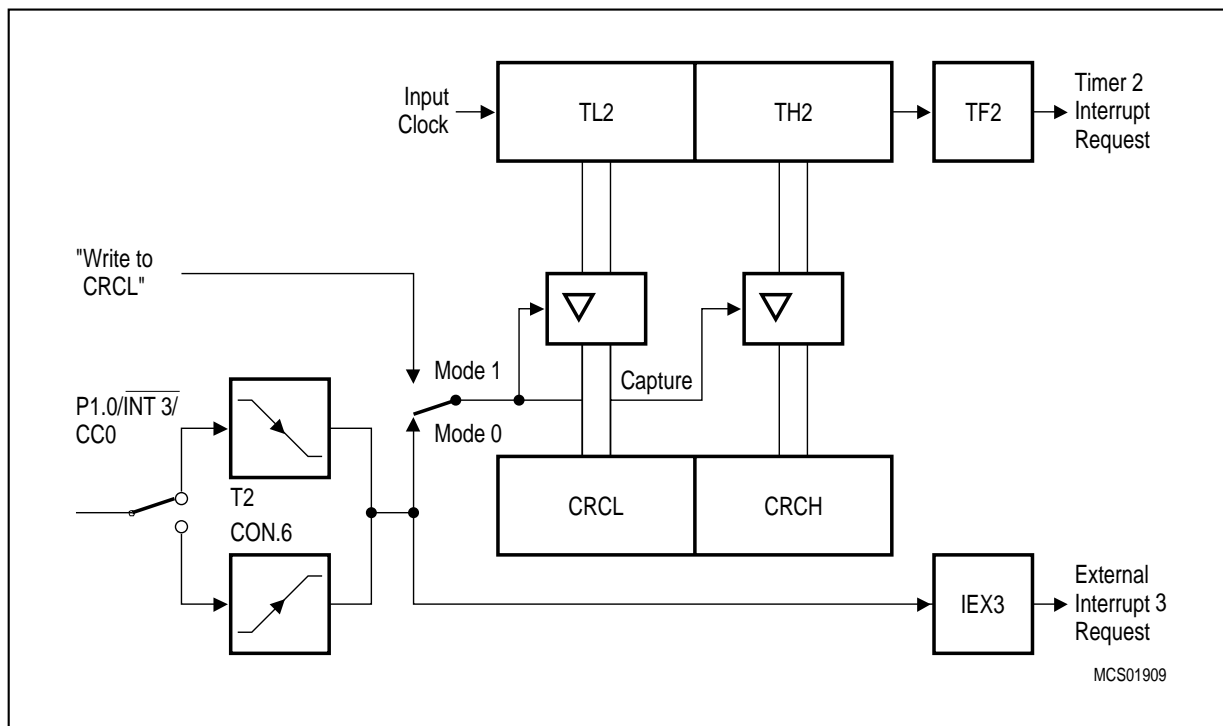 Input
Clock
TL2
TH2
TF2
Timer 2
Interrupt
Request
"Write to
CRCL"
Mode 1
Capture
P1.0/INT 3/
CC0
Mode 0
T2
CON.6
CRCL
CRCH
IEX3
External
Interrupt 3
Request
MCS01909